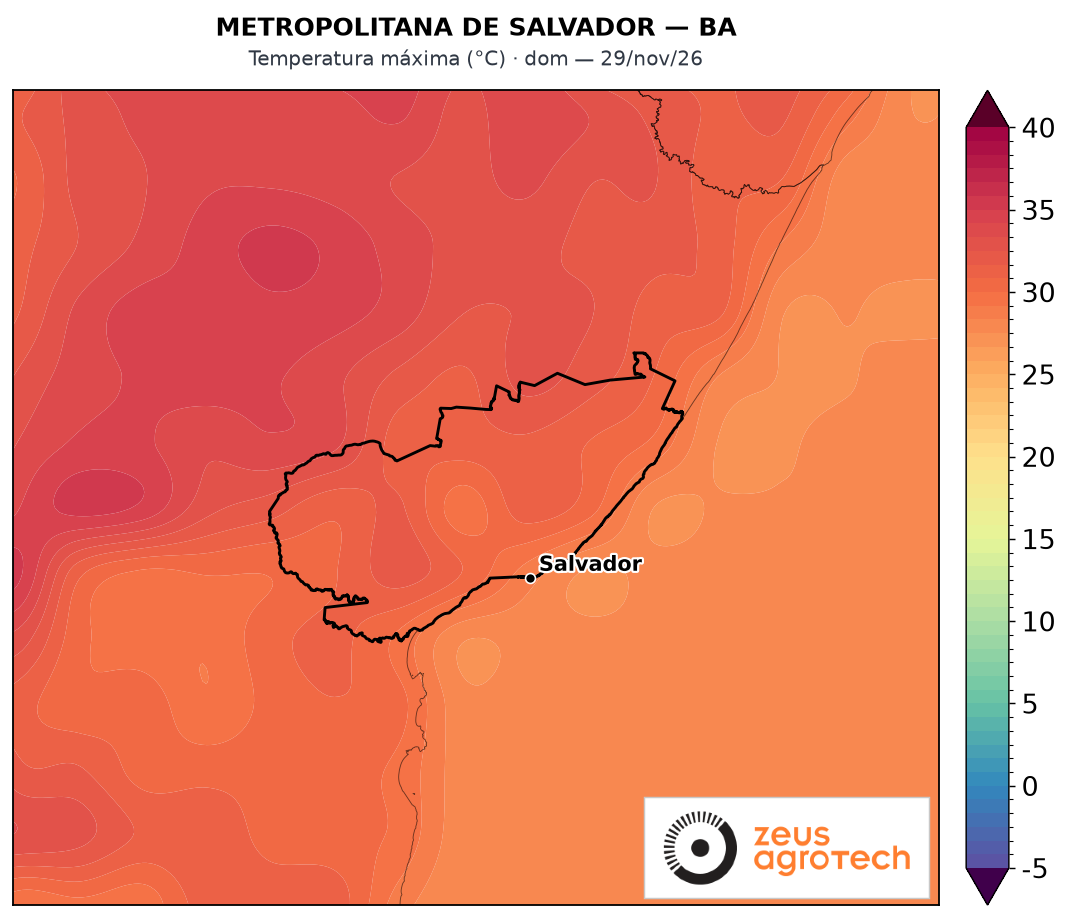 METROPOLITANA DE SALVADOR — BA
Temperatura máxima (°C) · dom — 29/nov/26
40
35
30
25
20
15
10
5
0
-5
Salvador
zeus
agrotech